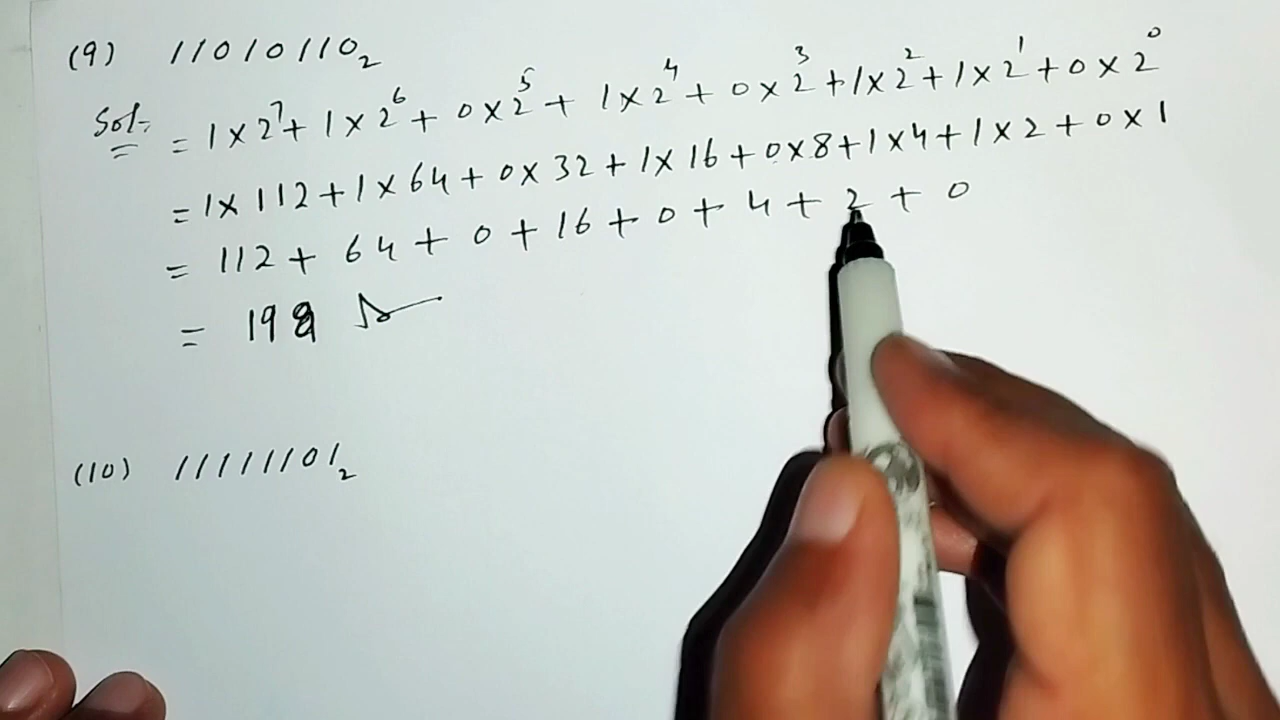 (9) 11010110₂
Sol:-
= 1 × 2⁷ + 1 × 2⁶ + 0 × 2⁵ + 1 × 2⁴ + 0 × 2³ + 1 × 2² + 1 × 2¹ + 0 × 2⁰
= 1 × 112 + 1 × 64 + 0 × 32 + 1 × 16 + 0 × 8 + 1 × 4 + 1 × 2 + 0 × 1
= 112 + 64 + 0 + 16 + 0 + 4 + 2 + 0
= 198
(10) 11111101₂